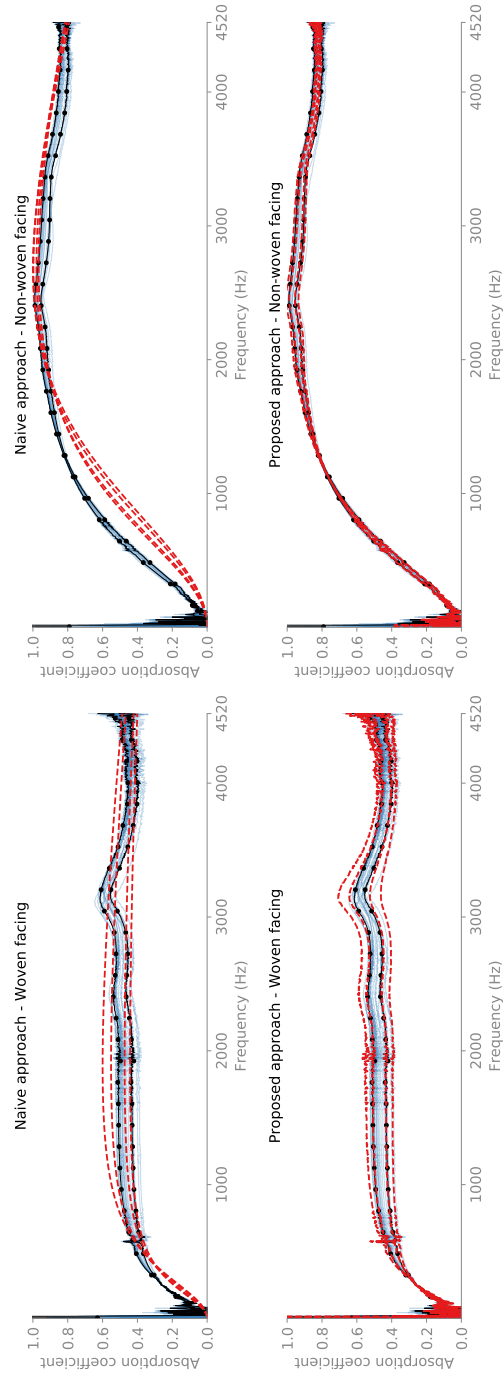 Naive approach - Woven facing
Absorption coefficient
1.0
0.8
0.6
0.4
0.2
0.0
1000 2000 3000 4000 4520
Frequency (Hz)
Naive approach - Non-woven facing
Absorption coefficient
1.0
0.8
0.6
0.4
0.2
0.0
1000 2000 3000 4000 4520
Frequency (Hz)
Proposed approach - Woven facing
Absorption coefficient
1.0
0.8
0.6
0.4
0.2
0.0
1000 2000 3000 4000 4520
Frequency (Hz)
Proposed approach - Non-woven facing
Absorption coefficient
1.0
0.8
0.6
0.4
0.2
0.0
1000 2000 3000 4000 4520
Frequency (Hz)